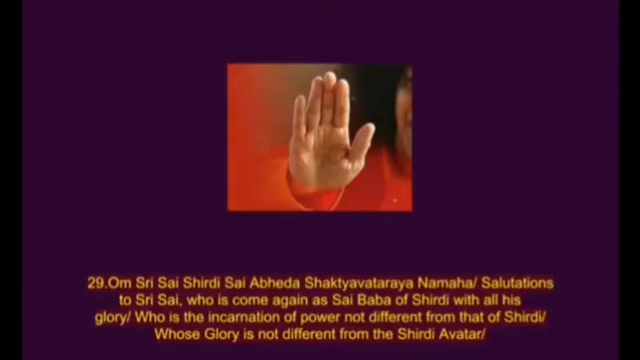 29.Om Sri Sai Shirdi Sai Abheda Shaktyavataraya Namaha/ Salutations
to Sri Sai, who is come again as Sai Baba of Shirdi with all his
glory/ Who is the incarnation of power not different from that of Shirdi/
Whose Glory is not different from the Shirdi Avatar/